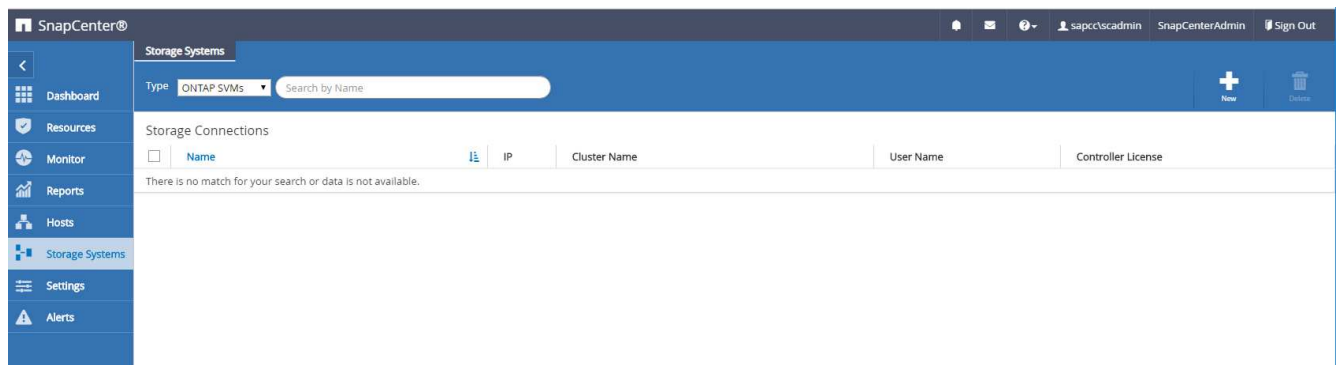 SnapCenter® sapcc\scadmin SnapCenterAdmin Sign Out
Storage Systems
Type ONTAP SVMs Search by Name
New Delete
Dashboard
Resources
Monitor
Reports
Hosts
Storage Systems
Settings
Alerts
Storage Connections
Name IP Cluster Name User Name Controller License
There is no match for your search or data is not available.